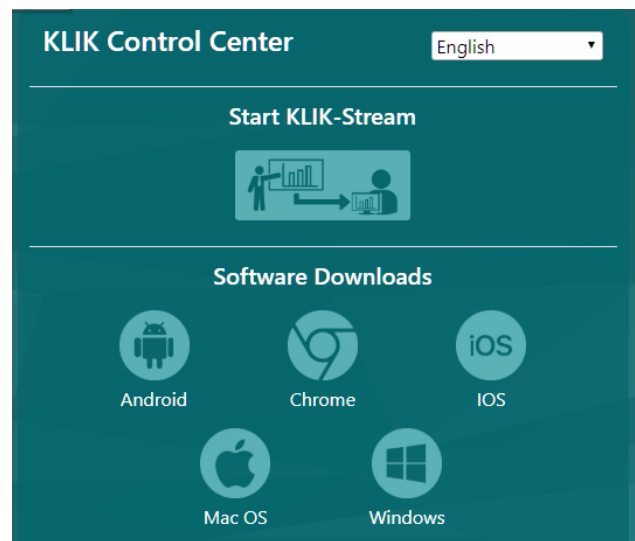 KLIK Control Center
English
Start KLIK-Stream
Software Downloads
iOS
Android
Chrome
IOS
Mac OS
Windows